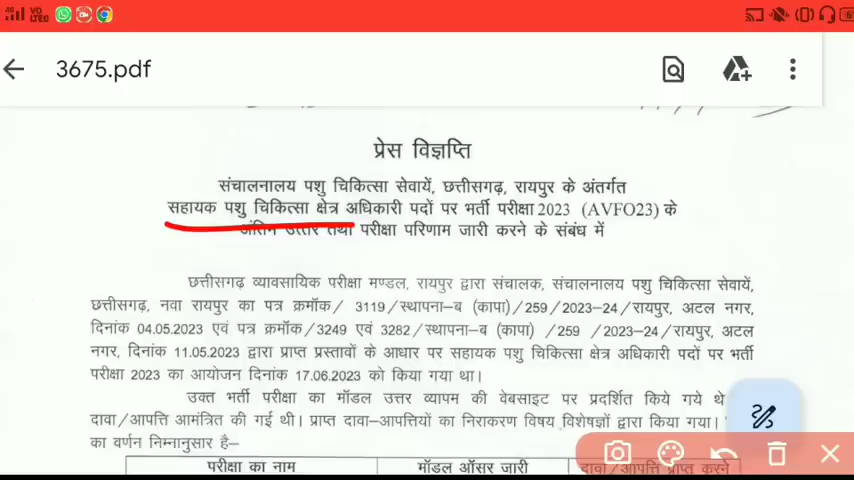 4G VO LTE
3675.pdf
प्रेस विज्ञप्ति
संचालनालय पशु चिकित्सा सेवायें, छत्तीसगढ़, रायपुर के अंतर्गत
सहायक पशु चिकित्सा क्षेत्र अधिकारी पदों पर भर्ती परीक्षा 2023 (AVFO23) के
अंतिम उत्तर तथा परीक्षा परिणाम जारी करने के संबंध में
छत्तीसगढ़ व्यावसायिक परीक्षा मण्डल, रायपुर द्वारा संचालक, संचालनालय पशु चिकित्सा सेवायें,
छत्तीसगढ़, नवा रायपुर का पत्र क्रमॉक/ 3119/स्थापना-ब (कापा)/259/2023-24/रायपुर, अटल नगर,
दिनांक 04.05.2023 एवं पत्र क्रमॉक/3249 एवं 3282/स्थापना-ब (कापा) /259 /2023-24/रायपुर, अटल
नगर, दिनांक 11.05.2023 द्वारा प्राप्त प्रस्तावों के आधार पर सहायक पशु चिकित्सा क्षेत्र अधिकारी पदों पर भर्ती
परीक्षा 2023 का आयोजन दिनांक 17.06.2023 को किया गया था।
उक्त भर्ती परीक्षा का मॉडल उत्तर व्यापम की वेबसाइट पर प्रदर्शित किये गये थे
दावा/आपत्ति आमंत्रित की गई थी। प्राप्त दावा-आपत्तियों का निराकरण विषय विशेषज्ञों द्वारा किया गया।
का वर्णन निम्नानुसार है–
परीक्षा का नाम मॉडल ऑसर जारी दावा/आपत्ति प्राप्त करने